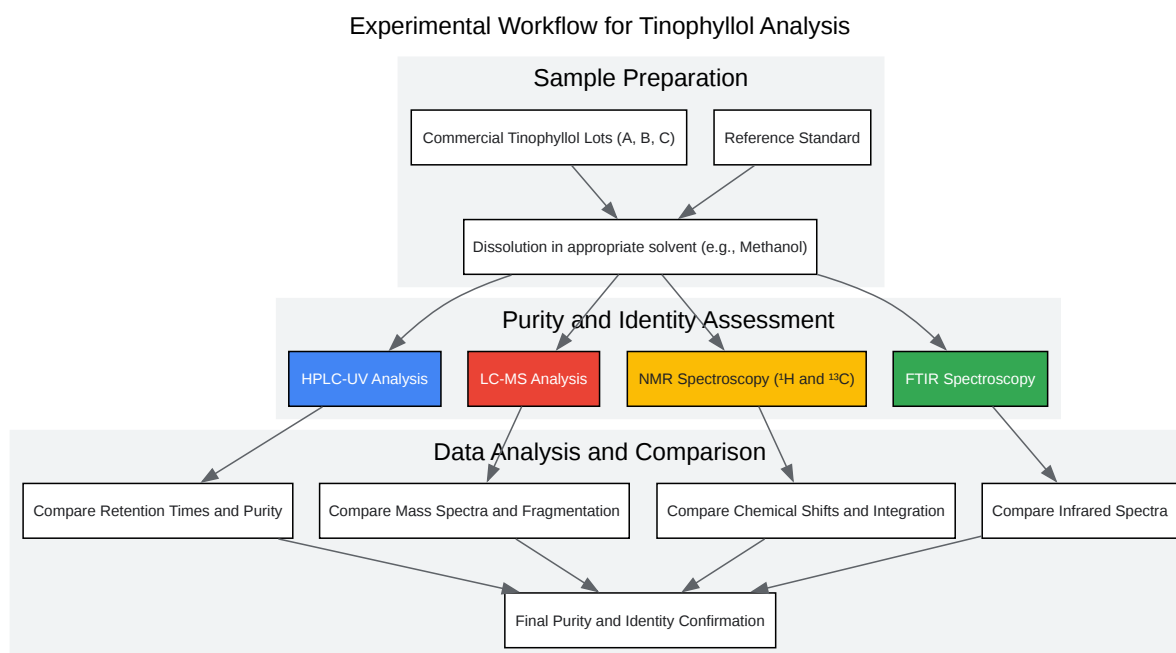 Experimental Workflow for Tinophyllol Analysis
Sample Preparation
Commercial Tinophyllol Lots (A, B, C)
Reference Standard
Dissolution in appropriate solvent (e.g., Methanol)
Purity and Identity Assessment
HPLC-UV Analysis
LC-MS Analysis
NMR Spectroscopy (¹H and ¹³C)
FTIR Spectroscopy
Data Analysis and Comparison
Compare Retention Times and Purity
Compare Mass Spectra and Fragmentation
Compare Chemical Shifts and Integration
Compare Infrared Spectra
Final Purity and Identity Confirmation